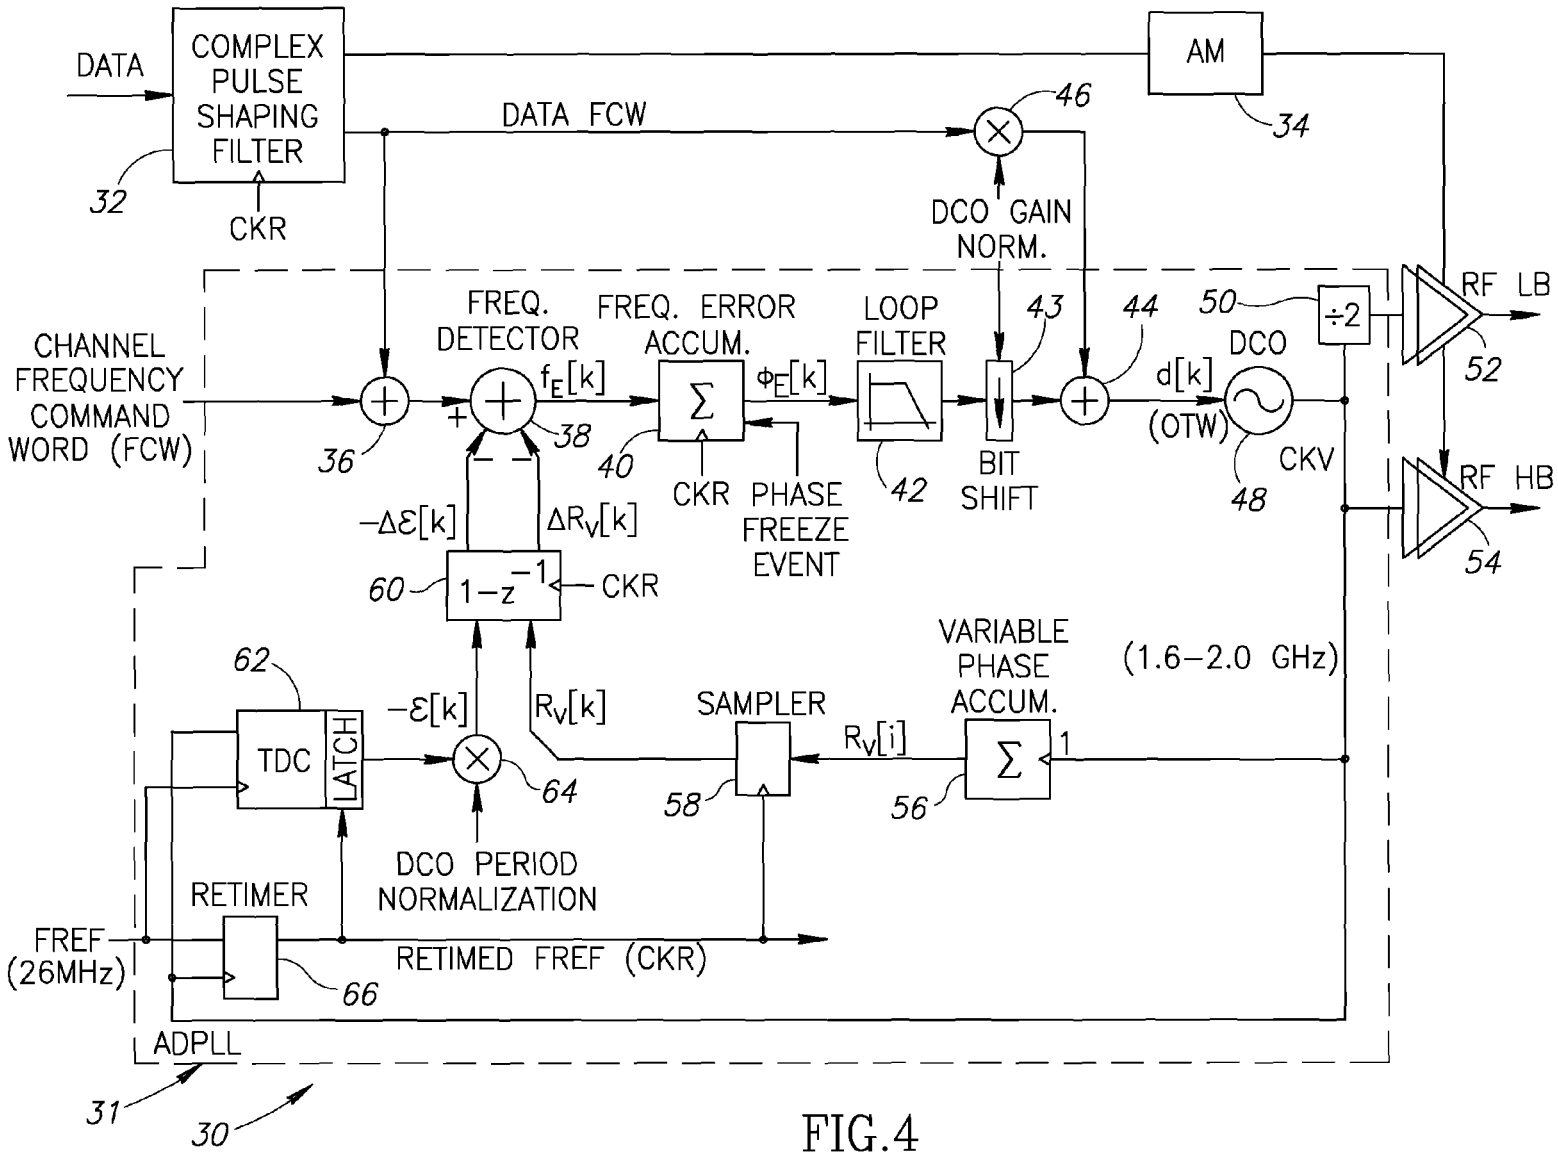 DATA
COMPLEX
PULSE
SHAPING
FILTER
32
CKR
DATA FCW
46
AM
34
DCO GAIN
NORM.
CHANNEL
FREQUENCY
COMMAND
WORD (FCW)
36
FREQ.
DETECTOR
+
+
+
− −
38
f_E[k]
FREQ. ERROR
ACCUM.
Σ
40
CKR
ϕ_E[k]
PHASE
FREEZE
EVENT
LOOP
FILTER
42
43
BIT
SHIFT
44
+
d[k]
(OTW)
DCO
48
CKV
50
÷2
RF LB
52
RF HB
54
−Δε[k]
ΔR_V[k]
60
1−z^−1
CKR
62
TDC
LATCH
−ε[k]
R_V[k]
64
DCO PERIOD
NORMALIZATION
SAMPLER
58
R_V[i]
VARIABLE
PHASE
ACCUM.
Σ
1
56
(1.6−2.0 GHz)
RETIMER
66
FREF
(26MHz)
RETIMED FREF (CKR)
ADPLL
31
30
FIG.4